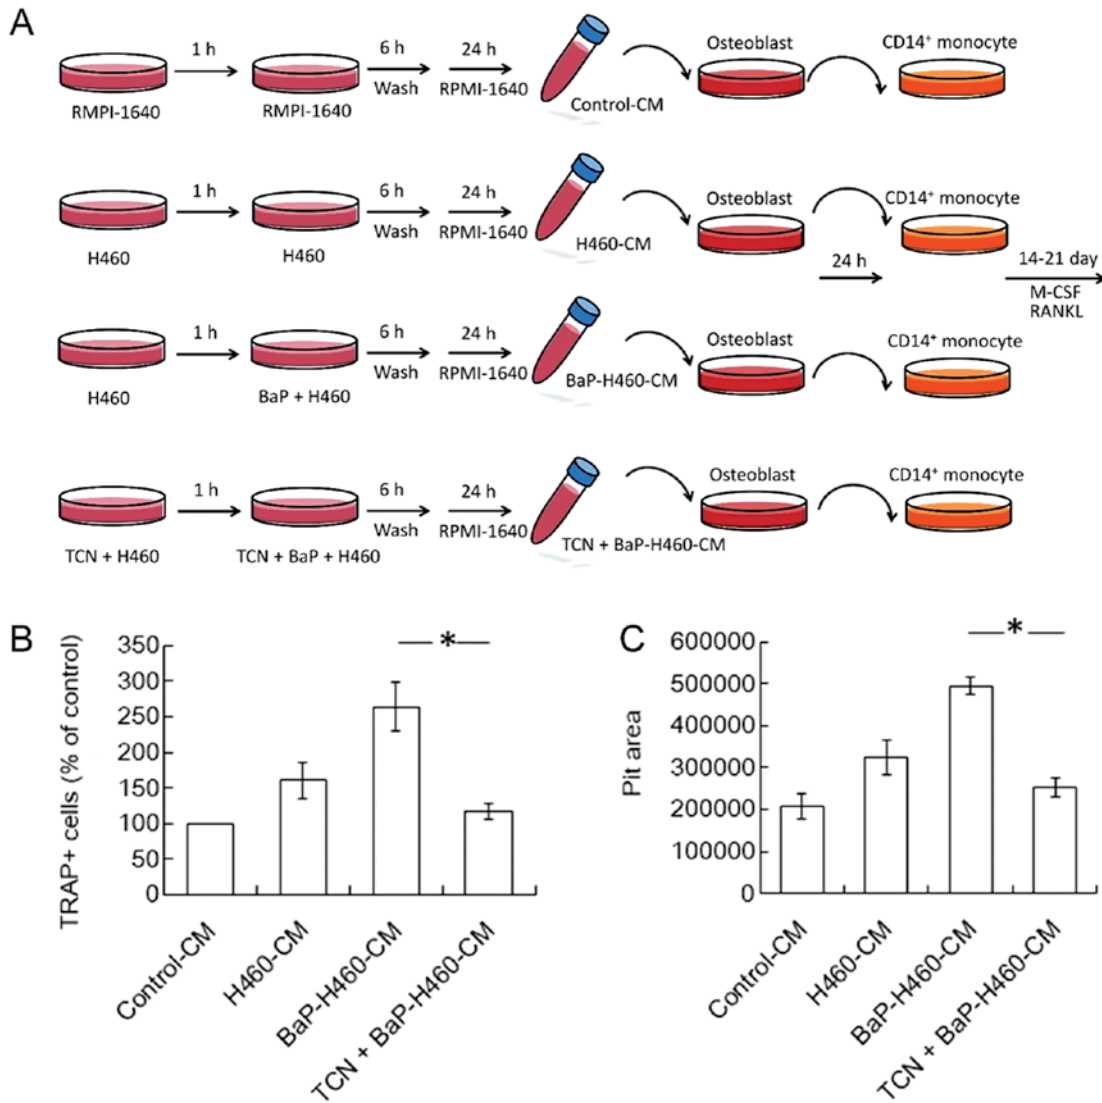 A
1 h
6 h
24 h
Osteoblast
CD14⁺ monocyte
Wash
RPMI-1640
RMPI-1640
RMPI-1640
Control-CM
1 h
6 h
24 h
Osteoblast
CD14⁺ monocyte
Wash
RPMI-1640
H460
H460
H460-CM
24 h
14-21 day
M-CSF
RANKL
1 h
6 h
24 h
Osteoblast
CD14⁺ monocyte
Wash
RPMI-1640
H460
BaP + H460
BaP-H460-CM
1 h
6 h
24 h
Osteoblast
CD14⁺ monocyte
Wash
RPMI-1640
TCN + H460
TCN + BaP + H460
TCN + BaP-H460-CM
B
TRAP+ cells (% of control)
350
300
250
200
150
100
50
0
*
Control-CM
H460-CM
BaP-H460-CM
TCN + BaP-H460-CM
C
Pit area
600000
500000
400000
300000
200000
100000
0
*
Control-CM
H460-CM
BaP-H460-CM
TCN + BaP-H460-CM